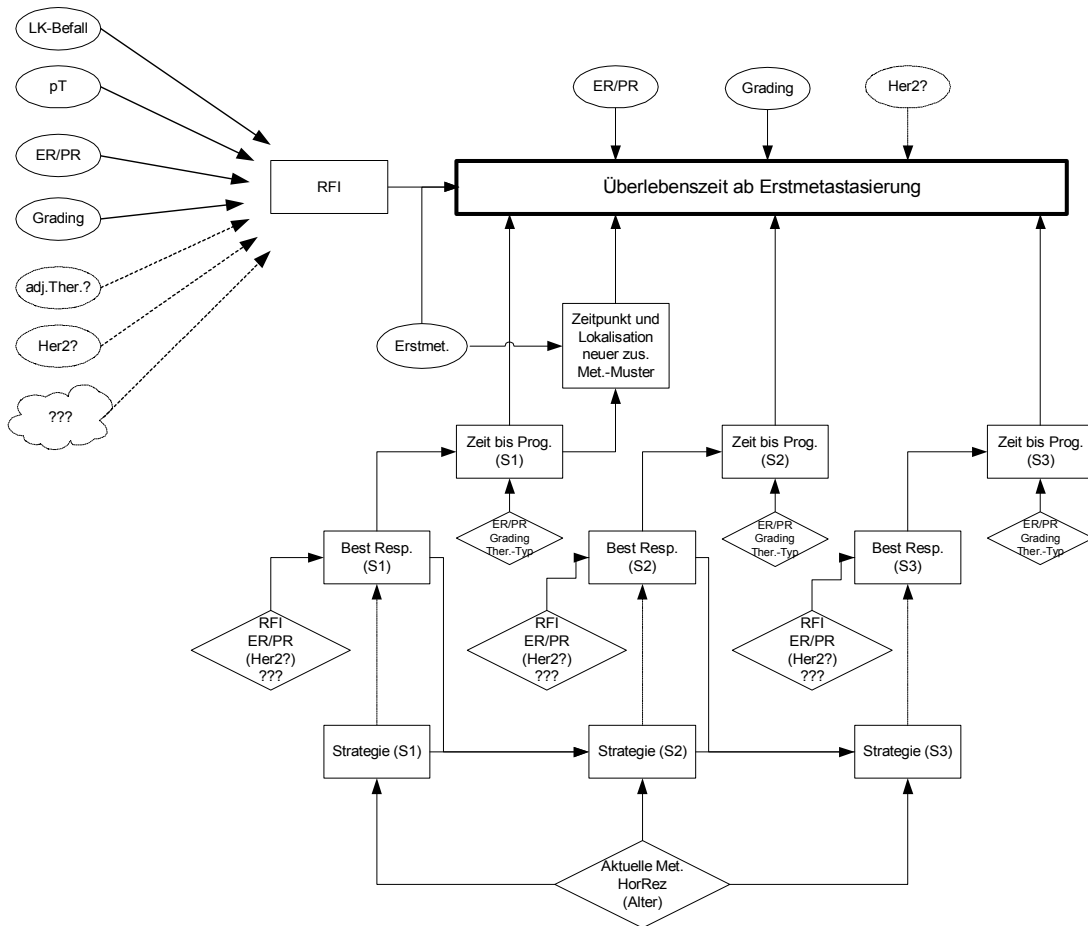 LK-Befall
pT
ER/PR
Grading
adj.Ther.?
Her2?
???
RFI
ER/PR
Grading
Her2?
Überlebenszeit ab Erstmetastasierung
Erstmet.
Zeitpunkt und
Lokalisation
neuer zus.
Met.-Muster
Zeit bis Prog.
(S1)
Zeit bis Prog.
(S2)
Zeit bis Prog.
(S3)
ER/PR
Grading
Ther.-Typ
ER/PR
Grading
Ther.-Typ
ER/PR
Grading
Ther.-Typ
Best Resp.
(S1)
Best Resp.
(S2)
Best Resp.
(S3)
RFI
ER/PR
(Her2?)
???
RFI
ER/PR
(Her2?)
???
RFI
ER/PR
(Her2?)
???
Strategie (S1)
Strategie (S2)
Strategie (S3)
Aktuelle Met.
HorRez
(Alter)